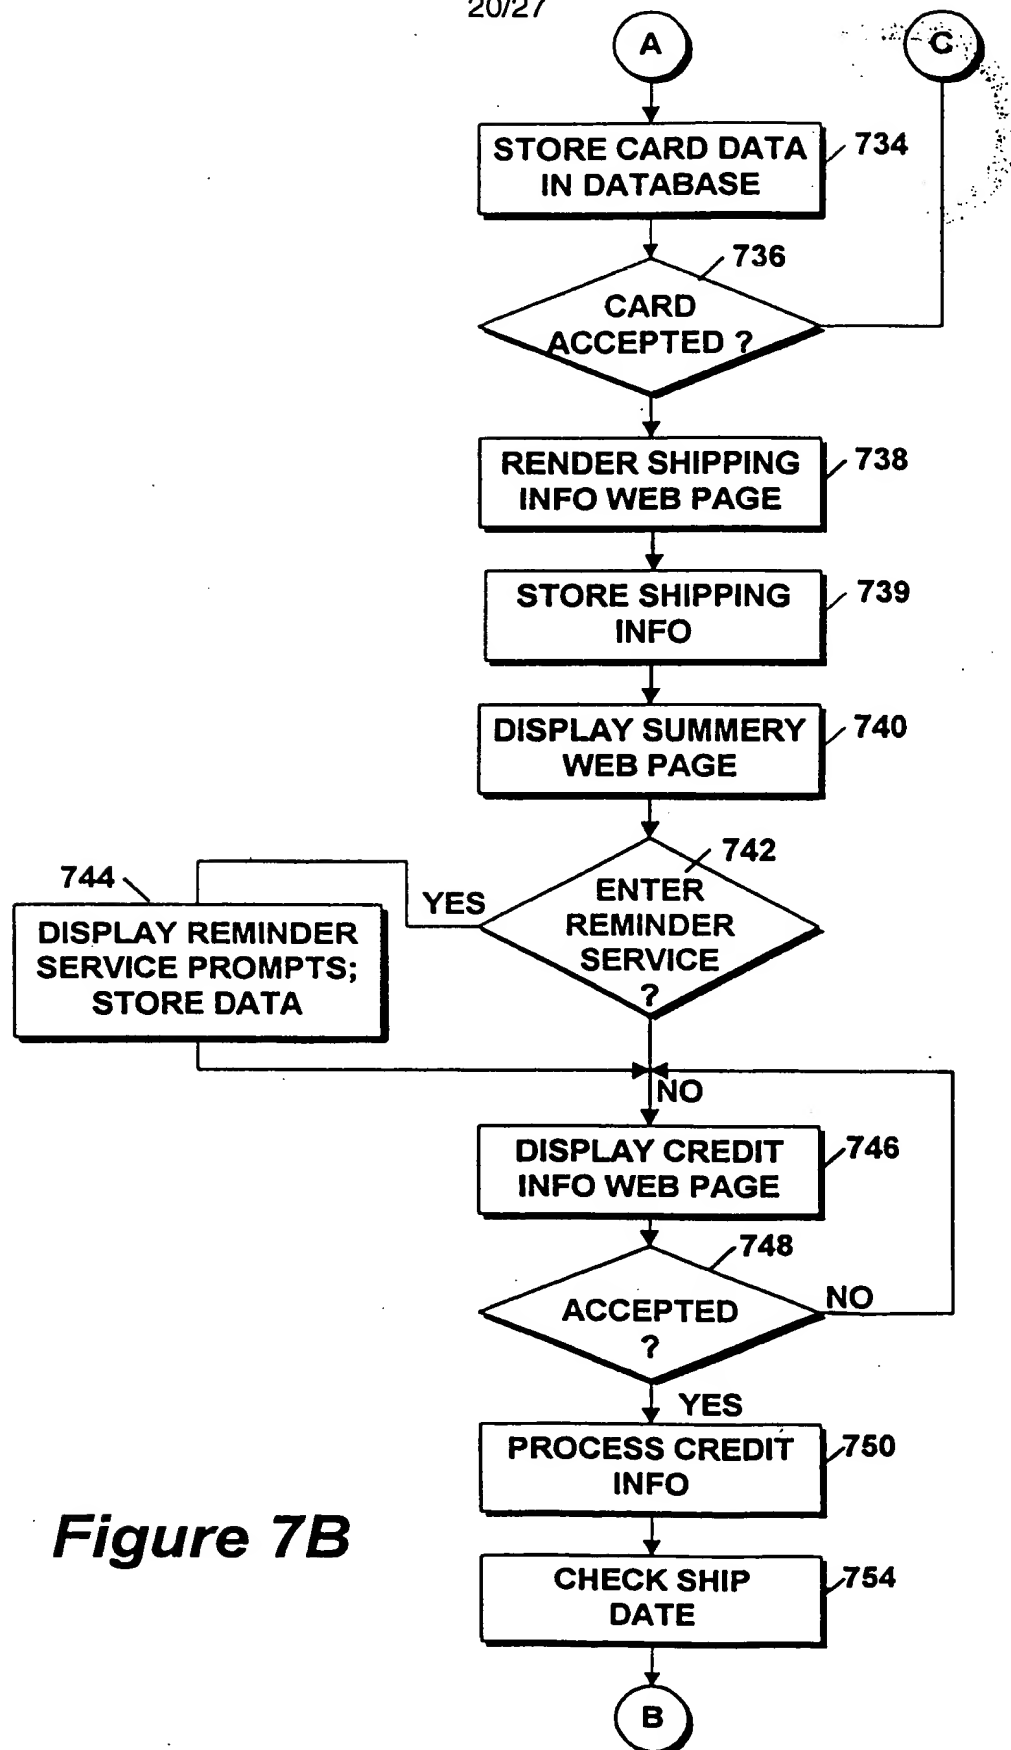 20/27
A
C
STORE CARD DATA
IN DATABASE
734
736
CARD
ACCEPTED ?
RENDER SHIPPING
INFO WEB PAGE
738
STORE SHIPPING
INFO
739
DISPLAY SUMMERY
WEB PAGE
740
742
ENTER
REMINDER
SERVICE
?
YES
744
DISPLAY REMINDER
SERVICE PROMPTS;
STORE DATA
NO
DISPLAY CREDIT
INFO WEB PAGE
746
748
ACCEPTED
?
NO
YES
PROCESS CREDIT
INFO
750
CHECK SHIP
DATE
754
B
Figure 7B